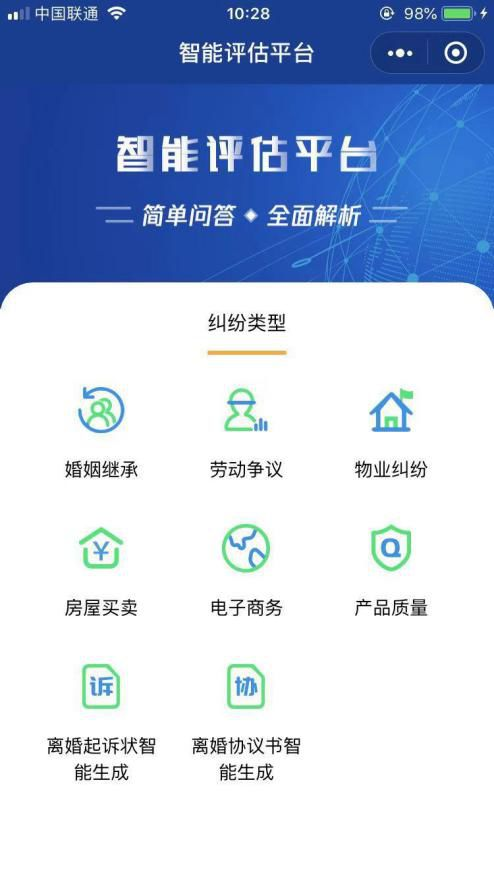 中国联通 10:28 98%
智能评估平台
智能评估平台
简单问答 全面解析
纠纷类型
婚姻继承 劳动争议 物业纠纷
¥
Q
房屋买卖 电子商务 产品质量
诉 协
离婚起诉状智 离婚协议书智
能生成 能生成